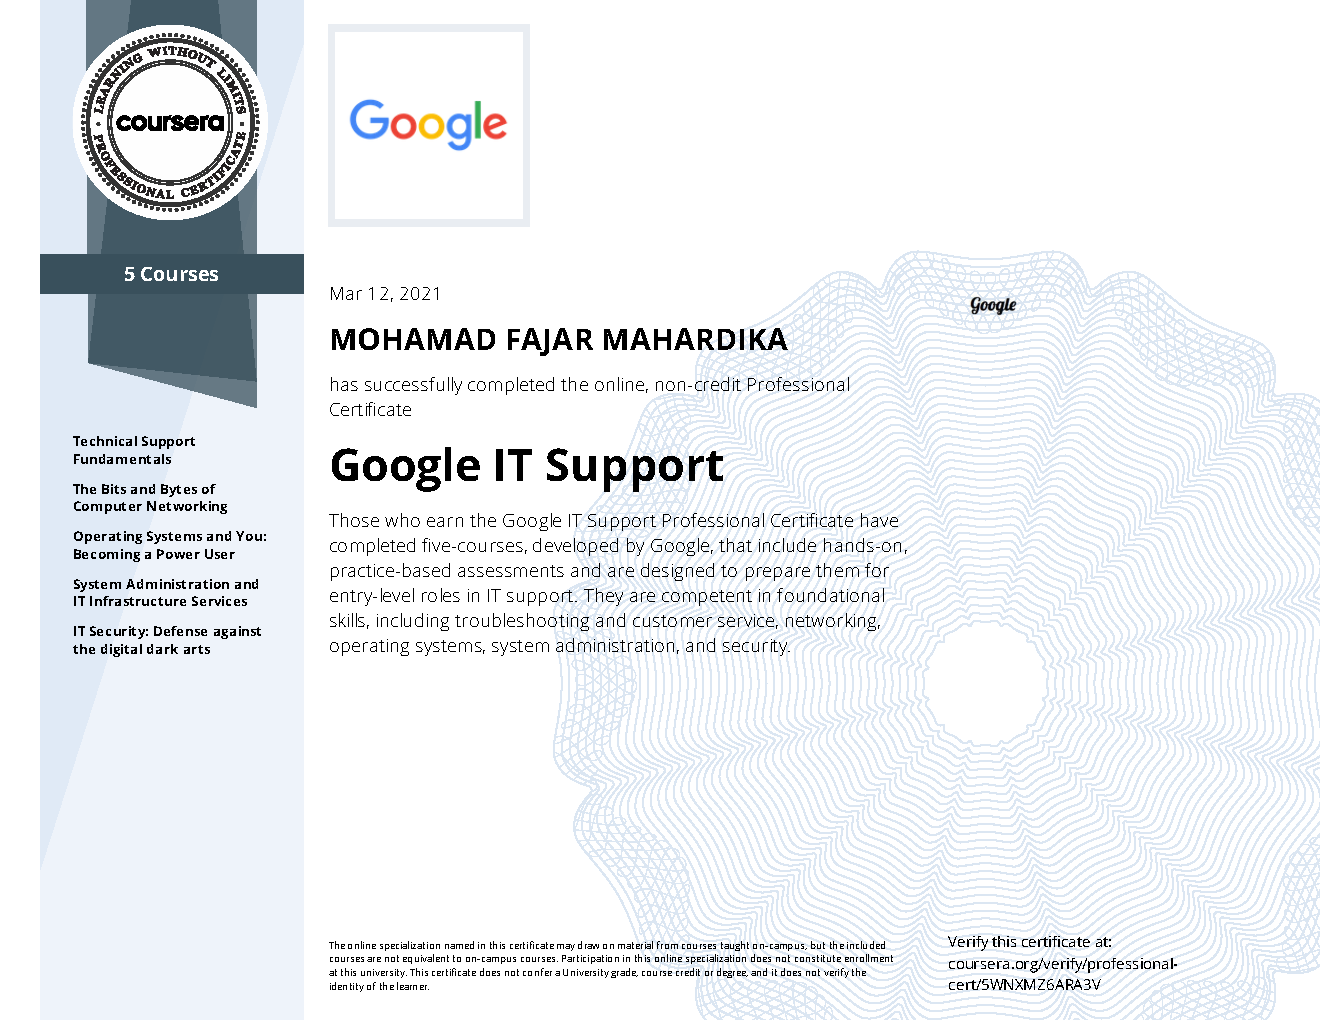 LEARNING WITHOUT LIMITS
coursera
PROFESSIONAL CERTIFICATE
5 Courses
Technical Support
Fundamentals
The Bits and Bytes of
Computer Networking
Operating Systems and You:
Becoming a Power User
System Administration and
IT Infrastructure Services
IT Security: Defense against
the digital dark arts
Google
Mar 12, 2021
Google
MOHAMAD FAJAR MAHARDIKA
has successfully completed the online, non-credit Professional
Certificate
Google IT Support
Those who earn the Google IT Support Professional Certificate have
completed five-courses, developed by Google, that include hands-on,
practice-based assessments and are designed to prepare them for
entry-level roles in IT support. They are competent in foundational
skills, including troubleshooting and customer service, networking,
operating systems, system administration, and security.
The online specialization named in this certificate may draw on material from courses taught on-campus, but the included
courses are not equivalent to on-campus courses. Participation in this online specialization does not constitute enrollment
at this university. This certificate does not confer a University grade, course credit or degree, and it does not verify the
identity of the learner.
Verify this certificate at:
coursera.org/verify/professional-
cert/5WNXMZ6ARA3V